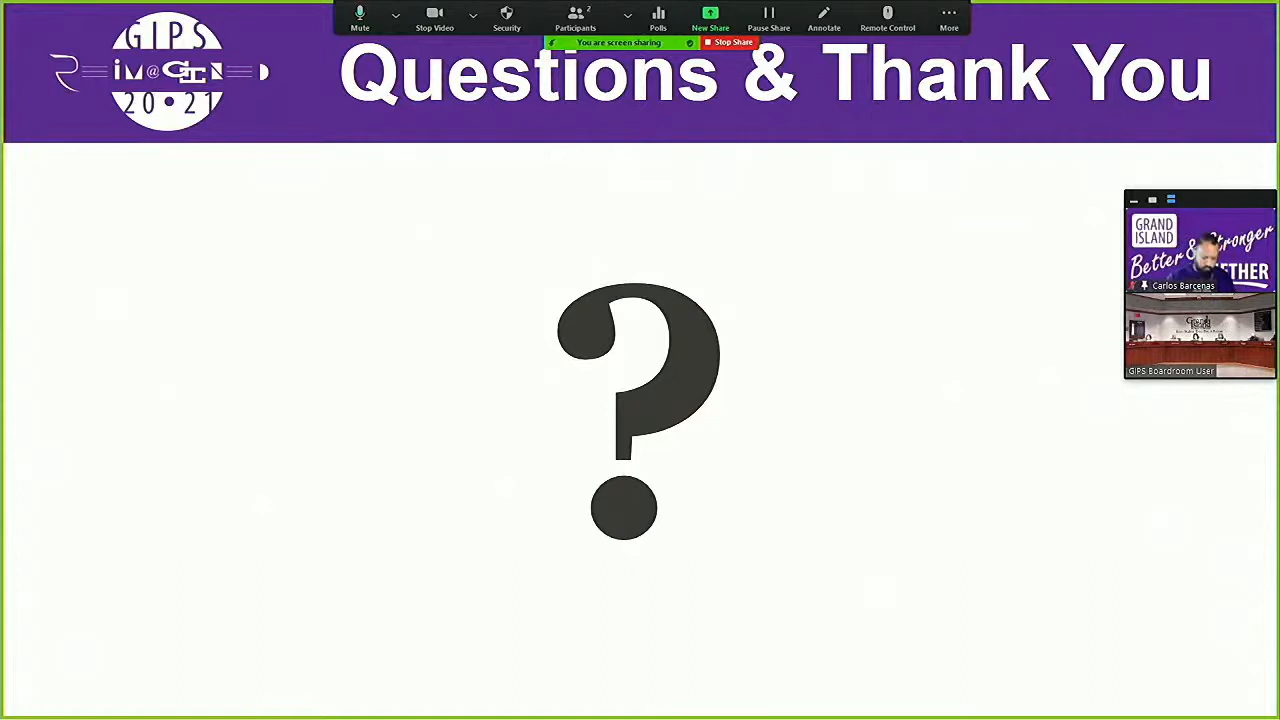 Mute
Stop Video
Security
Participants
2
Polls
New Share
Pause Share
Annotate
Remote Control
More
You are screen sharing
Stop Share
GIPS
20 21
Questions & Thank You
?
GRAND
ISLAND
Better & Stronger
Carlos Barcenas
GIPS Boardroom User